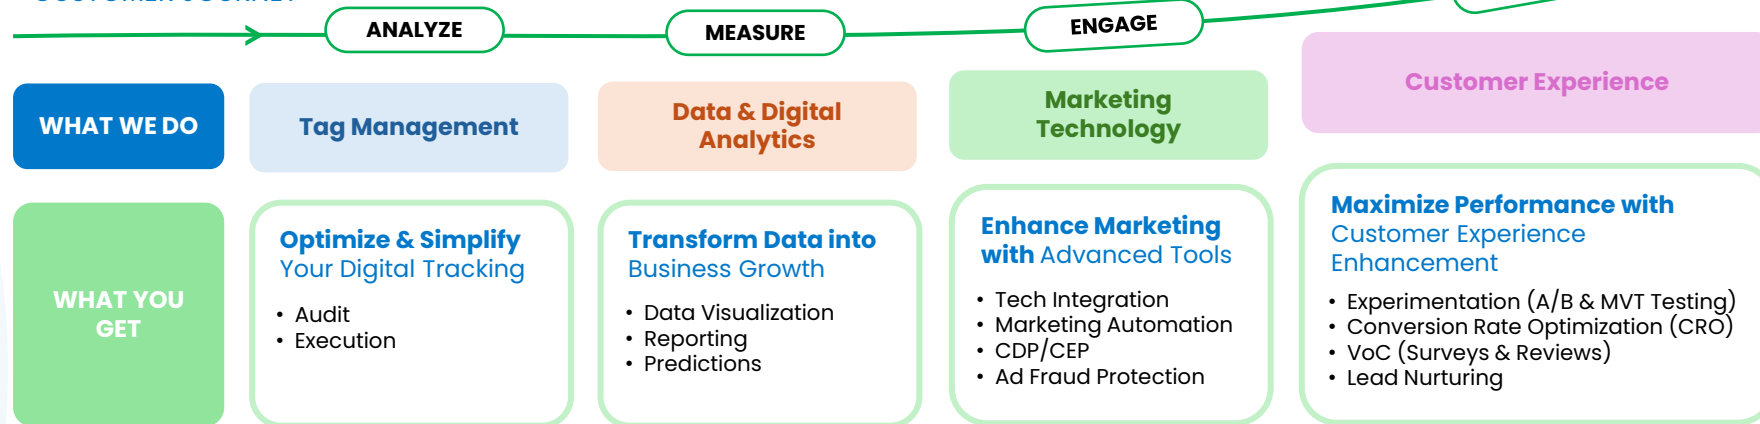 CUSTOMER JOURNEY
ANALYZE
MEASURE
ENGAGE
WHAT WE DO
Tag Management
Data & Digital
Analytics
Marketing
Technology
Customer Experience
WHAT YOU
GET
Optimize & Simplify
Your Digital Tracking
• Audit
• Execution
Transform Data into
Business Growth
• Data Visualization
• Reporting
• Predictions
Enhance Marketing
with Advanced Tools
• Tech Integration
• Marketing Automation
• CDP/CEP
• Ad Fraud Protection
Maximize Performance with
Customer Experience
Enhancement
• Experimentation (A/B & MVT Testing)
• Conversion Rate Optimization (CRO)
• VoC (Surveys & Reviews)
• Lead Nurturing